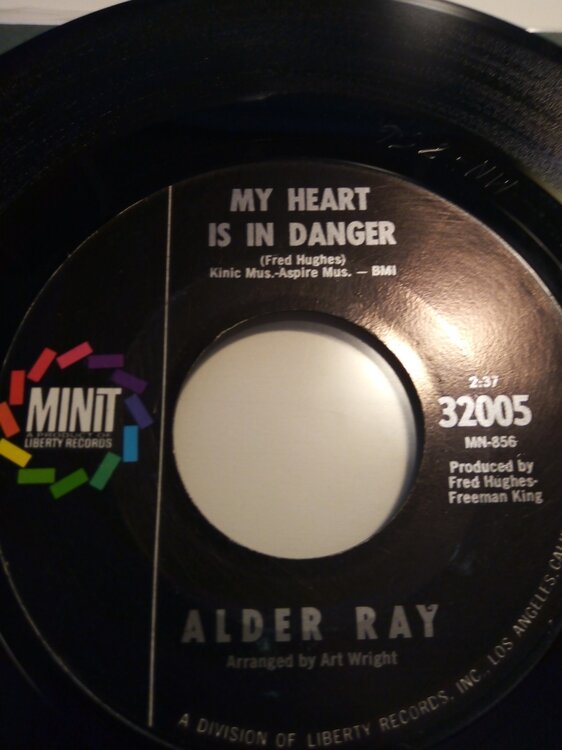 MY HEART
IS IN DANGER
(Fred Hughes)
Kinic Mus.-Aspire Mus. — BMI
MINIT
A PRODUCT OF
LIBERTY RECORDS
2:37
32005
MN-856
Produced by
Fred Hughes-
Freeman King
ALDER RAY
Arranged by Art Wright
A DIVISION OF LIBERTY RECORDS, INC., LOS ANGELES, CAL